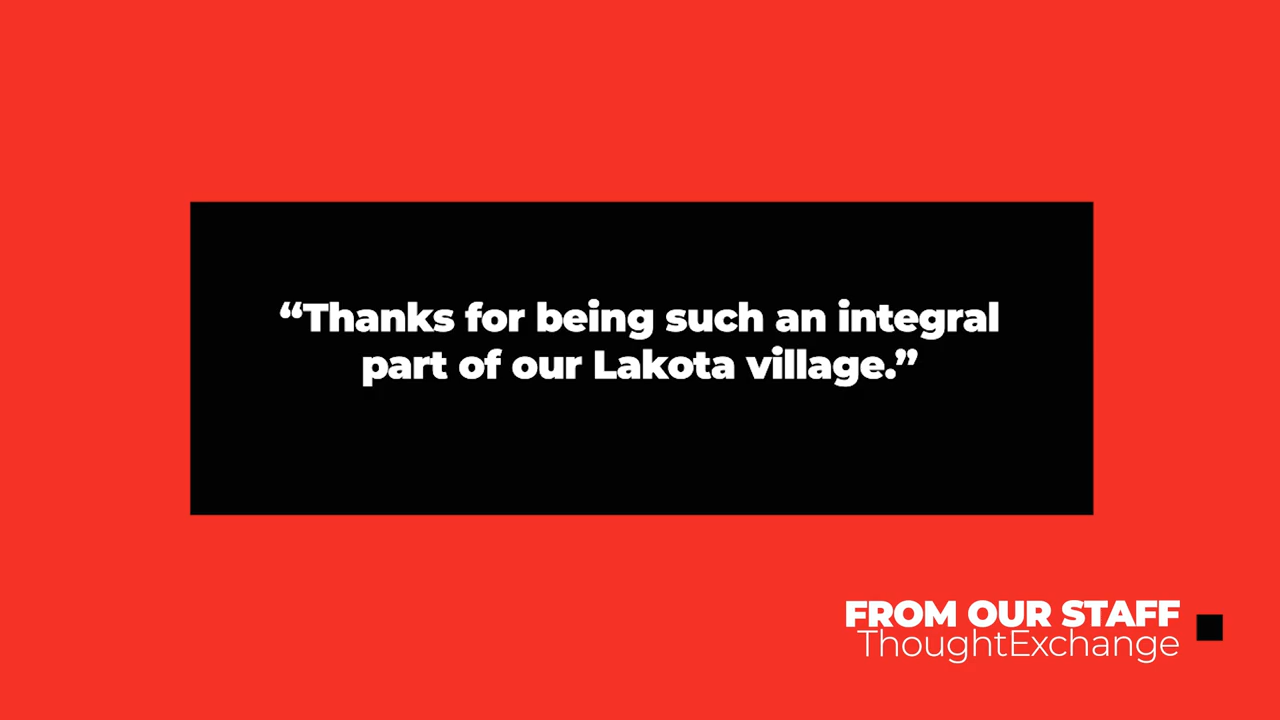 “Thanks for being such an integral
part of our Lakota village.”
FROM OUR STAFF
ThoughtExchange